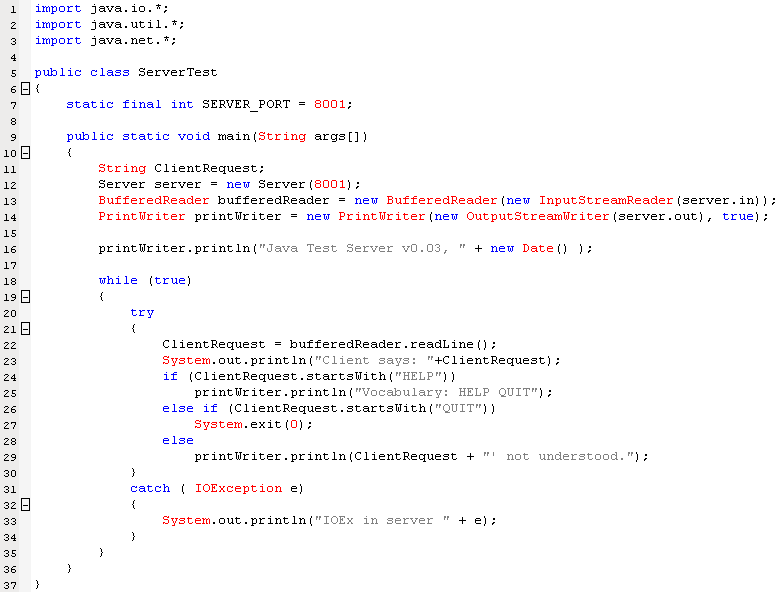 1 import java.io.*;
2 import java.util.*;
3 import java.net.*;
4
5 public class ServerTest
6 {
7     static final int SERVER_PORT = 8001;
8
9     public static void main(String args[])
10     {
11         String ClientRequest;
12         Server server = new Server(8001);
13         BufferedReader bufferedReader = new BufferedReader(new InputStreamReader(server.in));
14         PrintWriter printWriter = new PrintWriter(new OutputStreamWriter(server.out), true);
15
16         printWriter.println("Java Test Server v0.03, " + new Date() );
17
18         while (true)
19         {
20             try
21             {
22                 ClientRequest = bufferedReader.readLine();
23                 System.out.println("Client says: "+ClientRequest);
24                 if (ClientRequest.startsWith("HELP"))
25                     printWriter.println("Vocabulary: HELP QUIT");
26                 else if (ClientRequest.startsWith("QUIT"))
27                     System.exit(0);
28                 else
29                     printWriter.println(ClientRequest + "' not understood.");
30             }
31             catch ( IOException e)
32             {
33                 System.out.println("IOEx in server " + e);
34             }
35         }
36     }
37 }